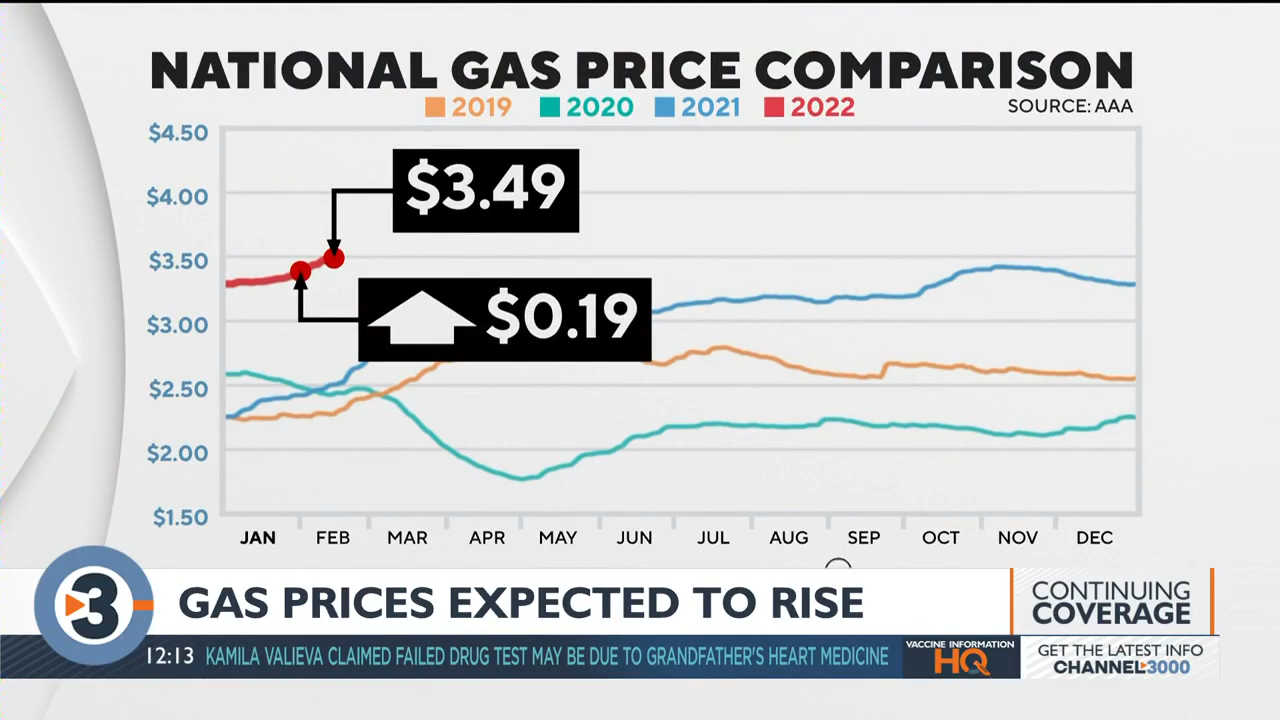 NATIONAL GAS PRICE COMPARISON
2019 2020 2021 2022
SOURCE: AAA
$4.50
$4.00
$3.50
$3.00
$2.50
$2.00
$1.50
$3.49
$0.19
JAN FEB MAR APR MAY JUN JUL AUG SEP OCT NOV DEC
3
GAS PRICES EXPECTED TO RISE
CONTINUING
COVERAGE
12:13 KAMILA VALIEVA CLAIMED FAILED DRUG TEST MAY BE DUE TO GRANDFATHER'S HEART MEDICINE
VACCINE INFORMATION
HQ
GET THE LATEST INFO
CHANNEL3000